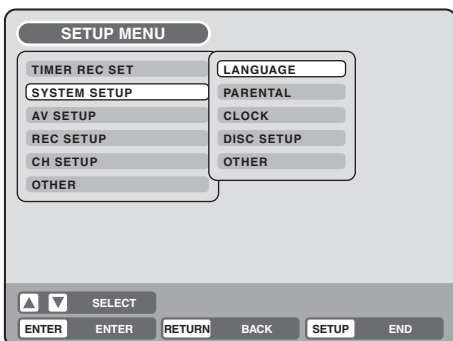 SETUP MENU
TIMER REC SET
SYSTEM SETUP
AV SETUP
REC SETUP
CH SETUP
OTHER
LANGUAGE
PARENTAL
CLOCK
DISC SETUP
OTHER
SELECT
ENTER ENTER RETURN BACK SETUP END